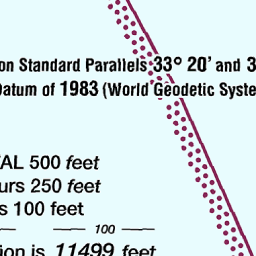 on Standard Parallels 33° 20′ and 3
Datum of 1983 (World Geodetic Syste
AL 500 feet
urs 250 feet
s 100 feet
100
ion is 11499 feet